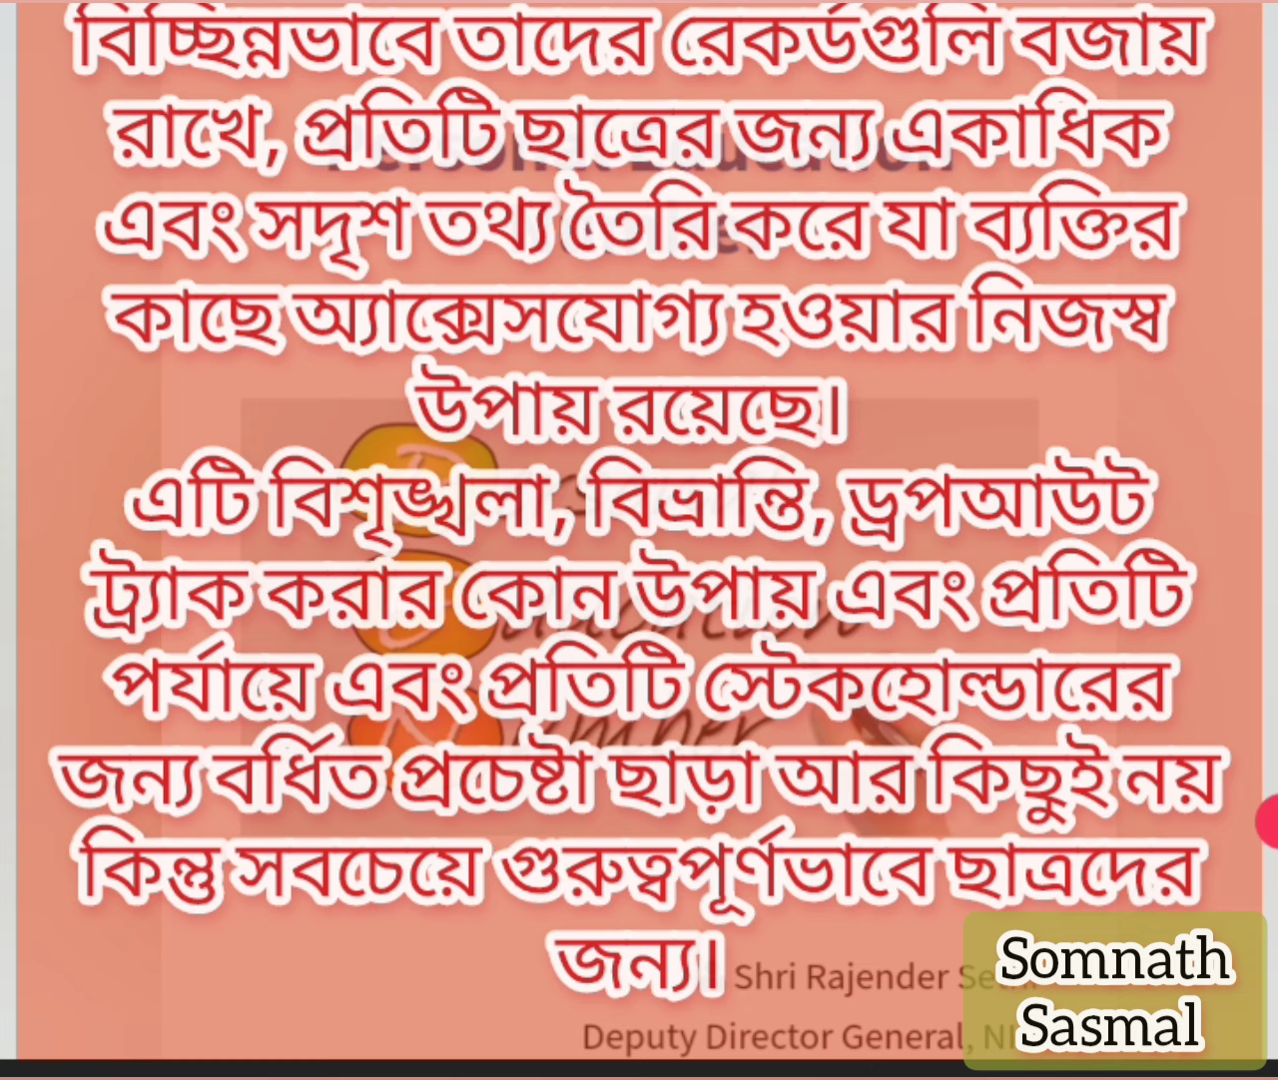 বিচ্ছিন্নভাবে তাদের রেকর্ডগুলি বজায়
রাখে, প্রতিটি ছাত্রের জন্য একাধিক
এবং সদৃশ তথ্য তৈরি করে যা ব্যক্তির
কাছে অ্যাক্সেসযোগ্য হওয়ার নিজস্ব
উপায় রয়েছে।
এটি বিশৃঙ্খলা, বিভ্রান্তি, ড্রপআউট
ট্র্যাক করার কোন উপায় এবং প্রতিটি
পর্যায়ে এবং প্রতিটি স্টেকহোল্ডারের
জন্য বর্ধিত প্রচেষ্টা ছাড়া আর কিছুই নয়
কিন্তু সবচেয়ে গুরুত্বপূর্ণভাবে ছাত্রদের
জন্য।
Shri Rajender
Deputy Director General,
Somnath
Sasmal